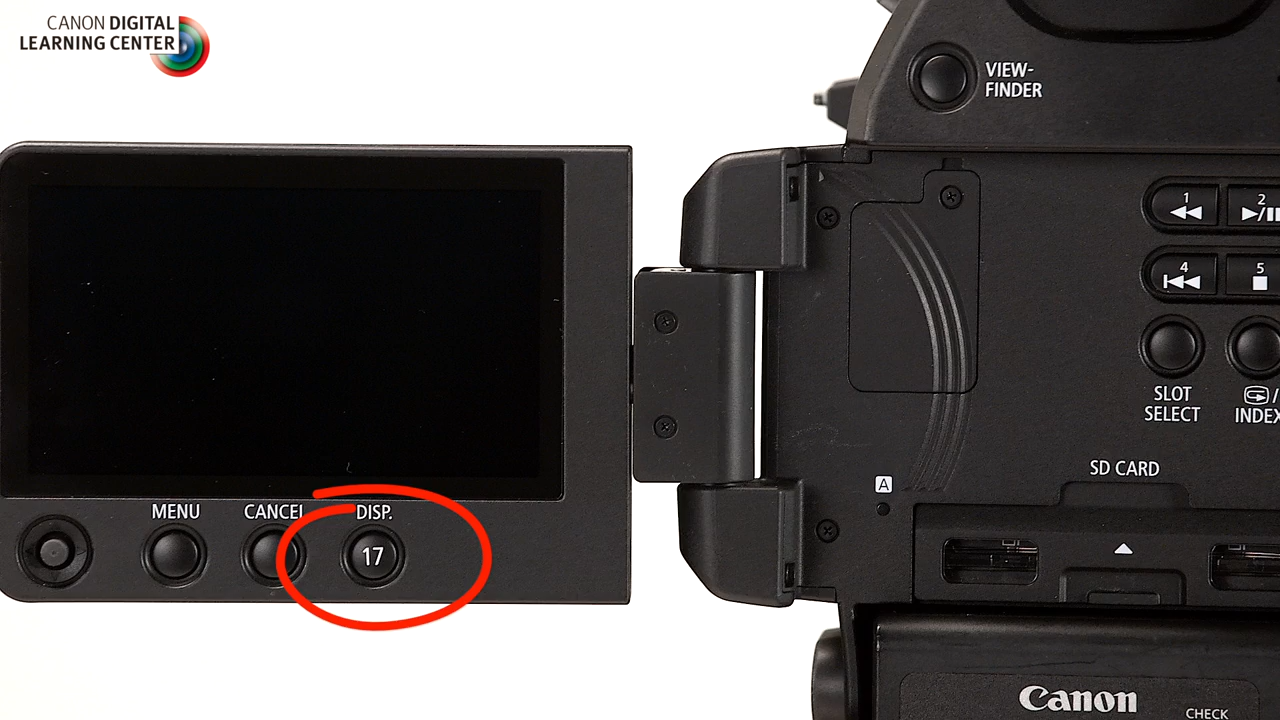 CANON DIGITAL
LEARNING CENTER
VIEW-
FINDER
1
2
4
5
SLOT
SELECT
INDEX
SD CARD
A
MENU
CANCEL
DISP.
17
Canon
CHECK